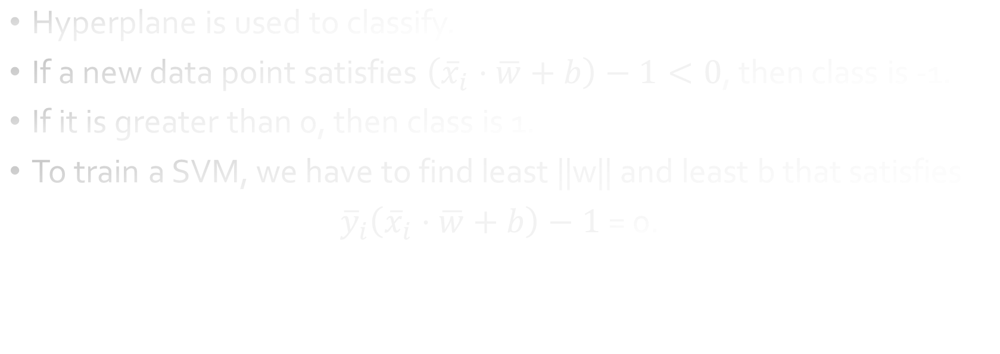 • Hyperplane is used to classify.
• If a new data point satisfies (x̄ᵢ · w̅ + b) − 1 < 0, then class is -1.
• If it is greater than 0, then class is 1.
• To train a SVM, we have to find least ||w|| and least b that satisfies
ȳᵢ(x̄ᵢ · w̅ + b) − 1 = 0.